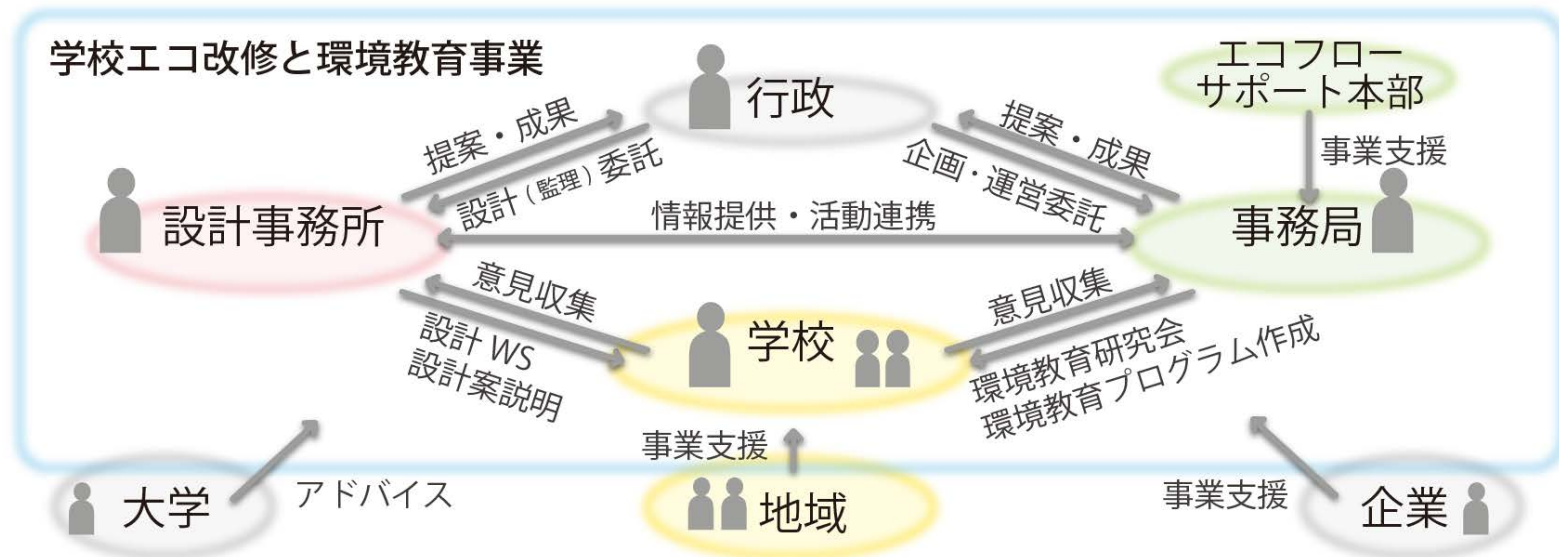 学校エコ改修と環境教育事業
エコフロー
サポート本部
行政
提案・成果
設計（監理）委託
提案・成果
企画・運営委託
事業支援
設計事務所
情報提供・活動連携
事務局
意見収集
設計 WS
設計案説明
学校
意見収集
環境教育研究会
環境教育プログラム作成
事業支援
大学
アドバイス
地域
事業支援
企業